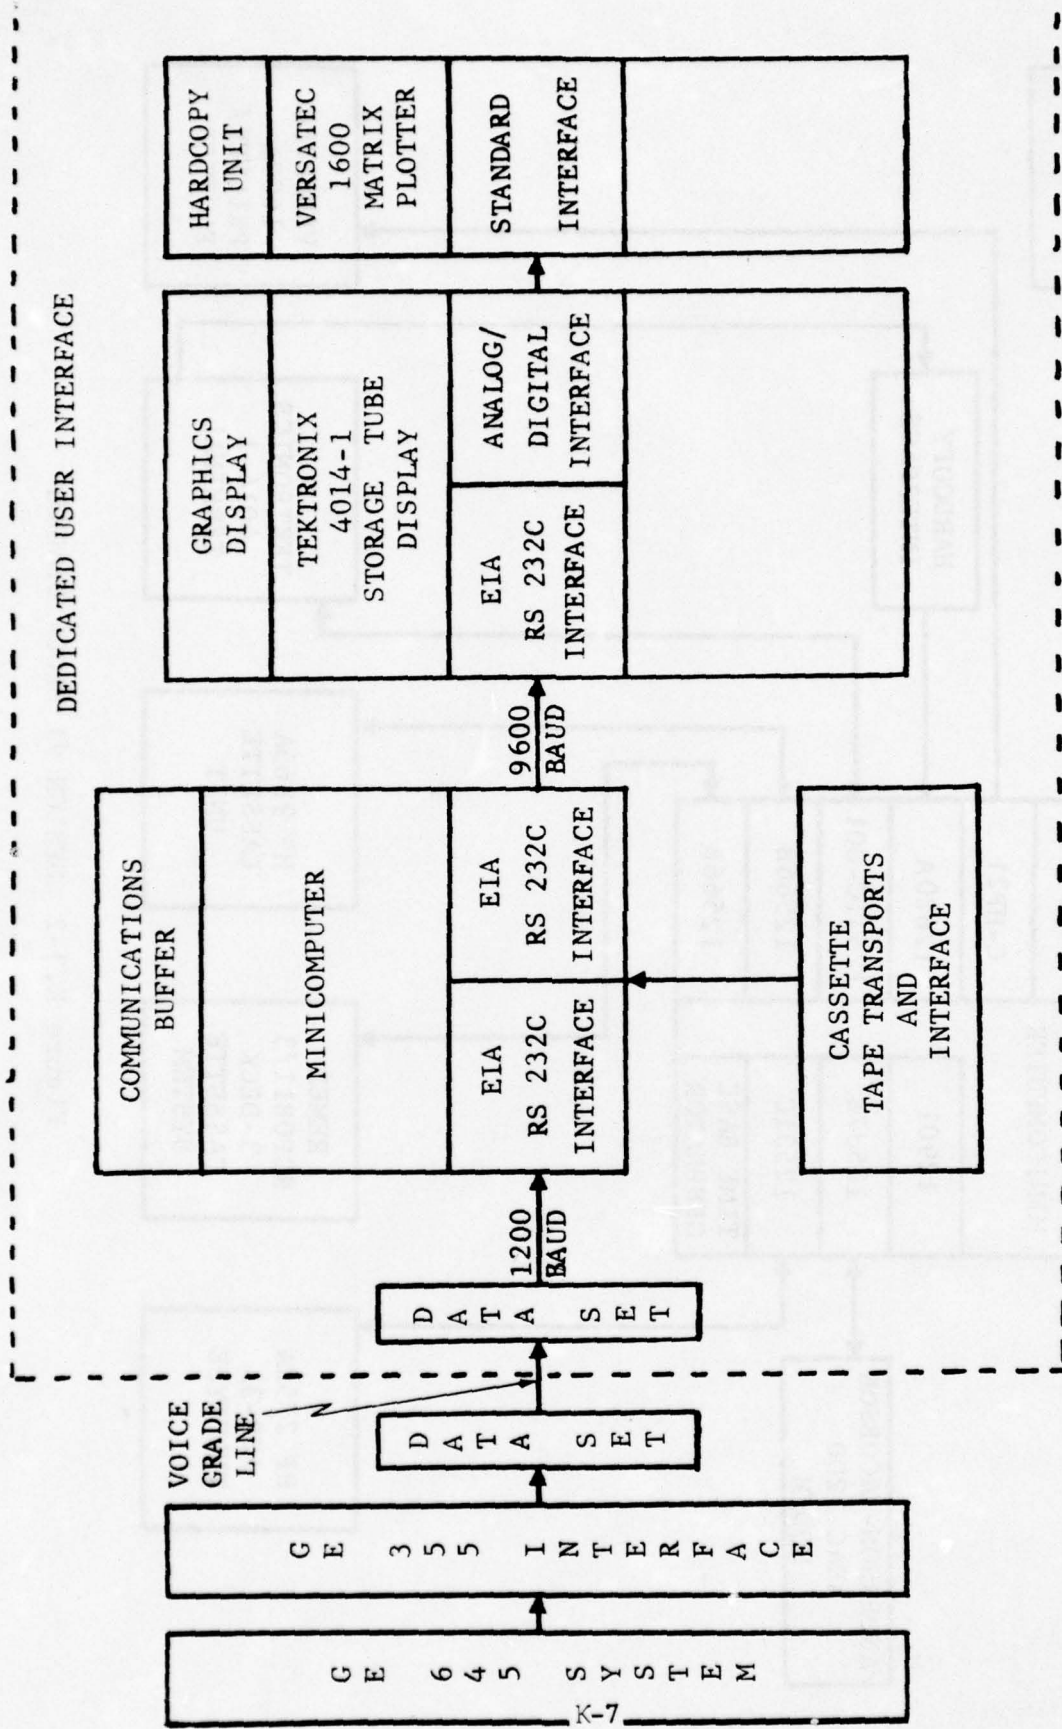 DEDICATED USER INTERFACE
GE 645 SYSTEM
GE 355 INTERFACE
VOICE
GRADE
LINE
DATA SET
DATA SET
1200
BAUD
COMMUNICATIONS
BUFFER
MINICOMPUTER
EIA
RS 232C
INTERFACE
EIA
RS 232C
INTERFACE
CASSETTE
TAPE TRANSPORTS
AND
INTERFACE
9600
BAUD
GRAPHICS
DISPLAY
TEKTRONIX
4014-1
STORAGE TUBE
DISPLAY
EIA
RS 232C
INTERFACE
ANALOG/
DIGITAL
INTERFACE
HARDCOPY
UNIT
VERSATEC
1600
MATRIX
PLOTTER
STANDARD
INTERFACE
K-7